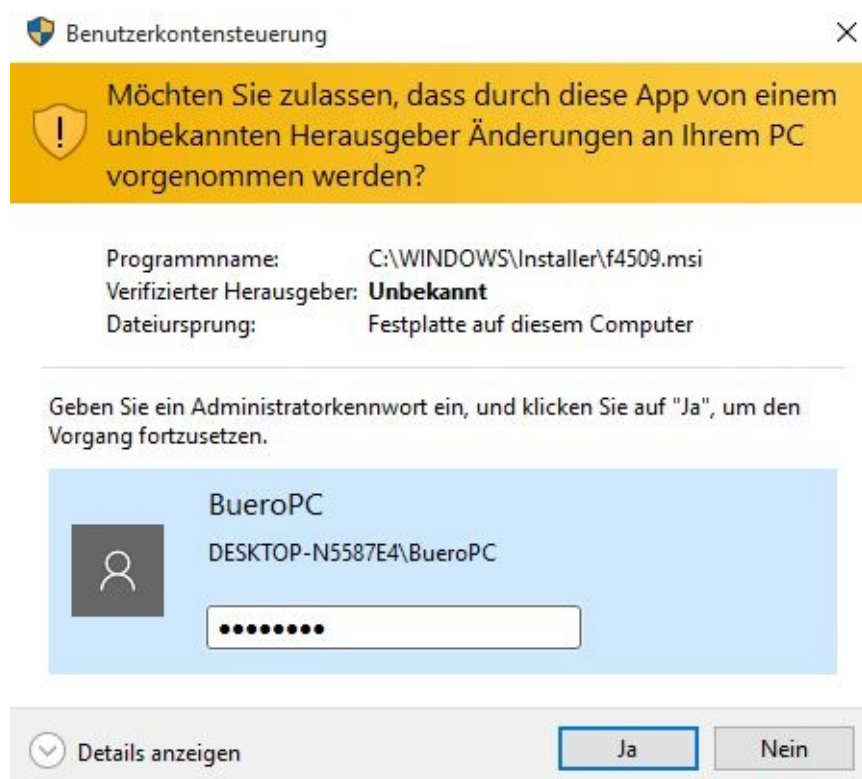 Benutzerkontensteuerung
Möchten Sie zulassen, dass durch diese App von einem
unbekannten Herausgeber Änderungen an Ihrem PC
vorgenommen werden?
Programmname: C:\WINDOWS\Installer\f4509.msi
Verifizierter Herausgeber: Unbekannt
Dateiursprung: Festplatte auf diesem Computer
Geben Sie ein Administratorkennwort ein, und klicken Sie auf "Ja", um den
Vorgang fortzusetzen.
BueroPC
DESKTOP-N5587E4\BueroPC
••••••••
Details anzeigen Ja Nein